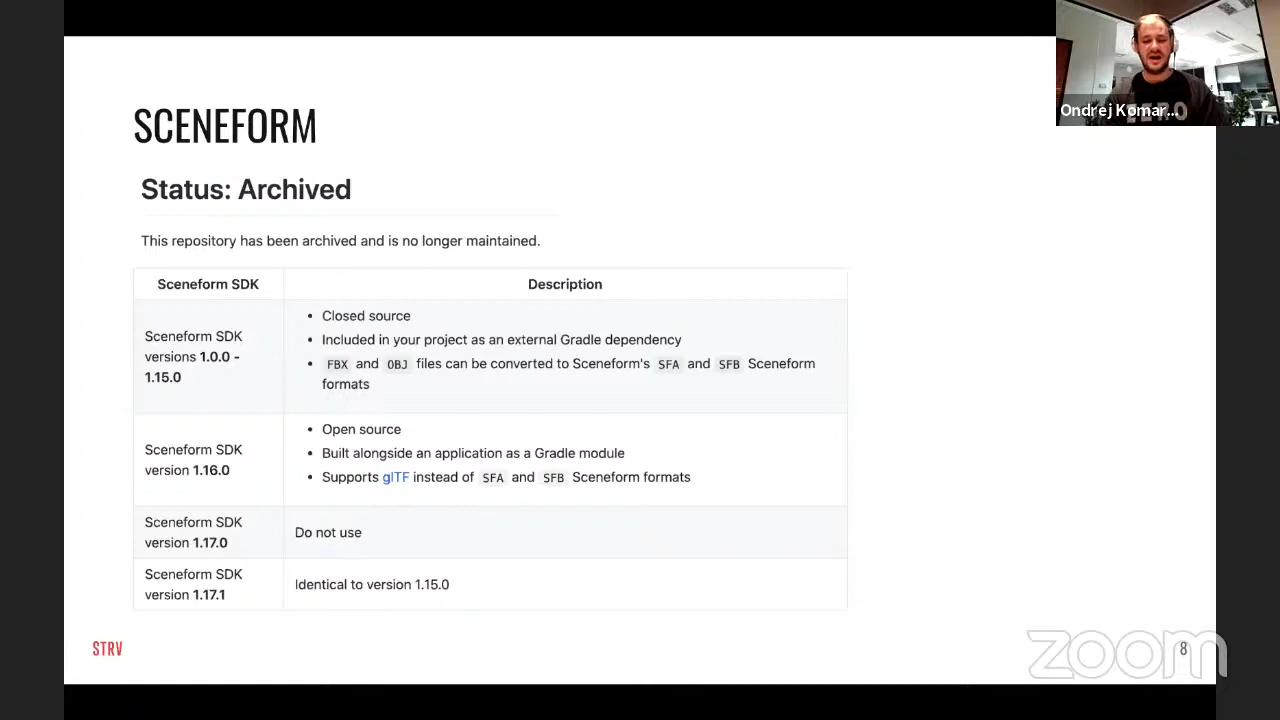 SCENEFORM
Status: Archived
This repository has been archived and is no longer maintained.
Sceneform SDK
Description
Sceneform SDK
versions 1.0.0 -
1.15.0
• Closed source
• Included in your project as an external Gradle dependency
• FBX and OBJ files can be converted to Sceneform's SFA and SFB Sceneform
formats
Sceneform SDK
version 1.16.0
• Open source
• Built alongside an application as a Gradle module
• Supports glTF instead of SFA and SFB Sceneform formats
Sceneform SDK
version 1.17.0
Do not use
Sceneform SDK
version 1.17.1
Identical to version 1.15.0
STRV
8
zoom
Ondrej Komar...